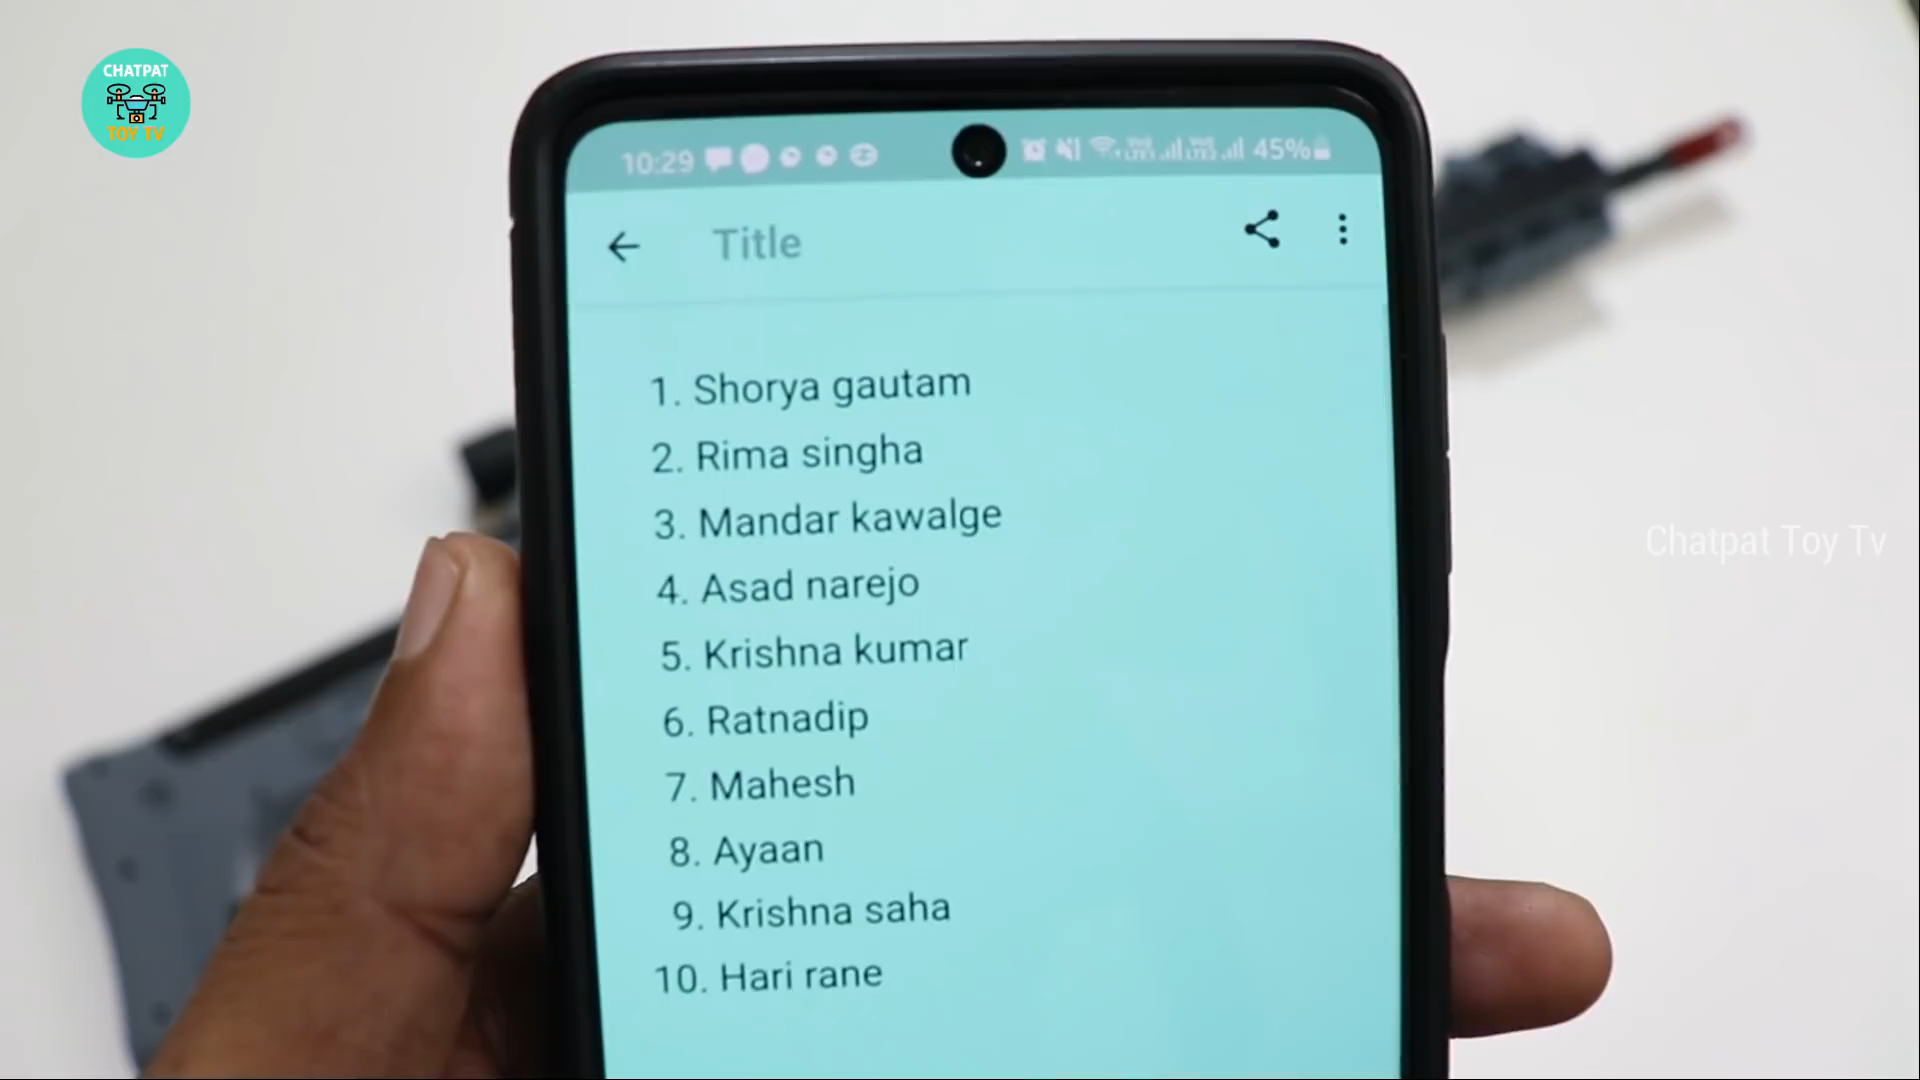 CHATPAT
TOY TV
10:29
45%
Title
1. Shorya gautam
2. Rima singha
3. Mandar kawalge
4. Asad narejo
5. Krishna kumar
6. Ratnadip
7. Mahesh
8. Ayaan
9. Krishna saha
10. Hari rane
Chatpat Toy Tv